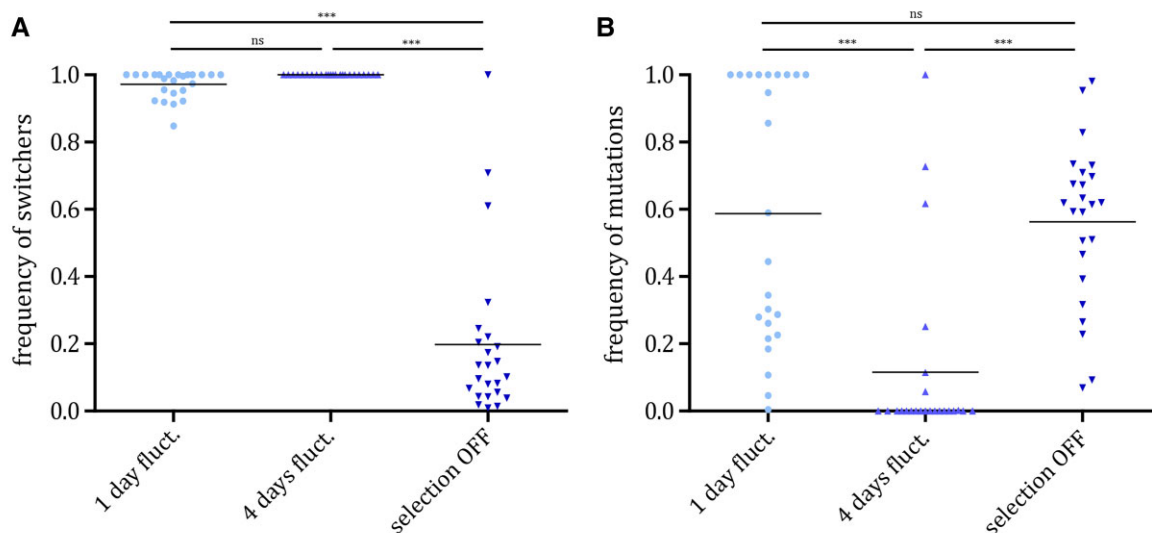 A
***
ns ***
frequency of switchers
1.0
0.8
0.6
0.4
0.2
0.0
1 day fluct.
4 days fluct.
selection OFF
B
ns
*** ***
frequency of mutations
1.0
0.8
0.6
0.4
0.2
0.0
1 day fluct.
4 days fluct.
selection OFF